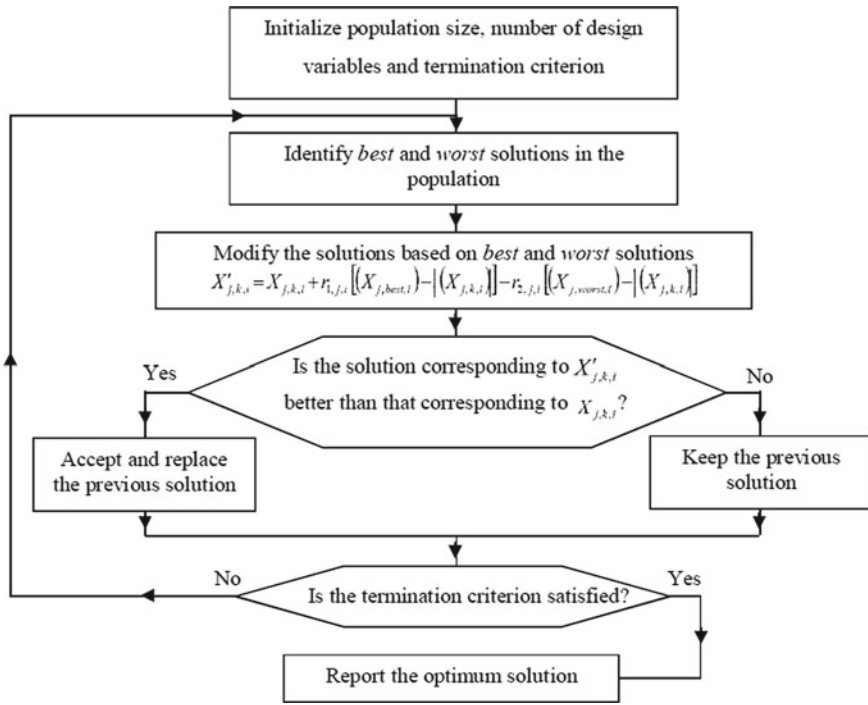 Initialize population size, number of design
variables and termination criterion
Identify best and worst solutions in the
population
Modify the solutions based on best and worst solutions
X'j,k,i = Xj,k,i + r1,j,i [(Xj,best,i) − |(Xj,k,i)|] − r2,j,i [(Xj,worst,i) − |(Xj,k,i)|]
Yes
Is the solution corresponding to X'j,k,i
better than that corresponding to Xj,k,i?
No
Accept and replace
the previous solution
Keep the previous
solution
No
Is the termination criterion satisfied?
Yes
Report the optimum solution